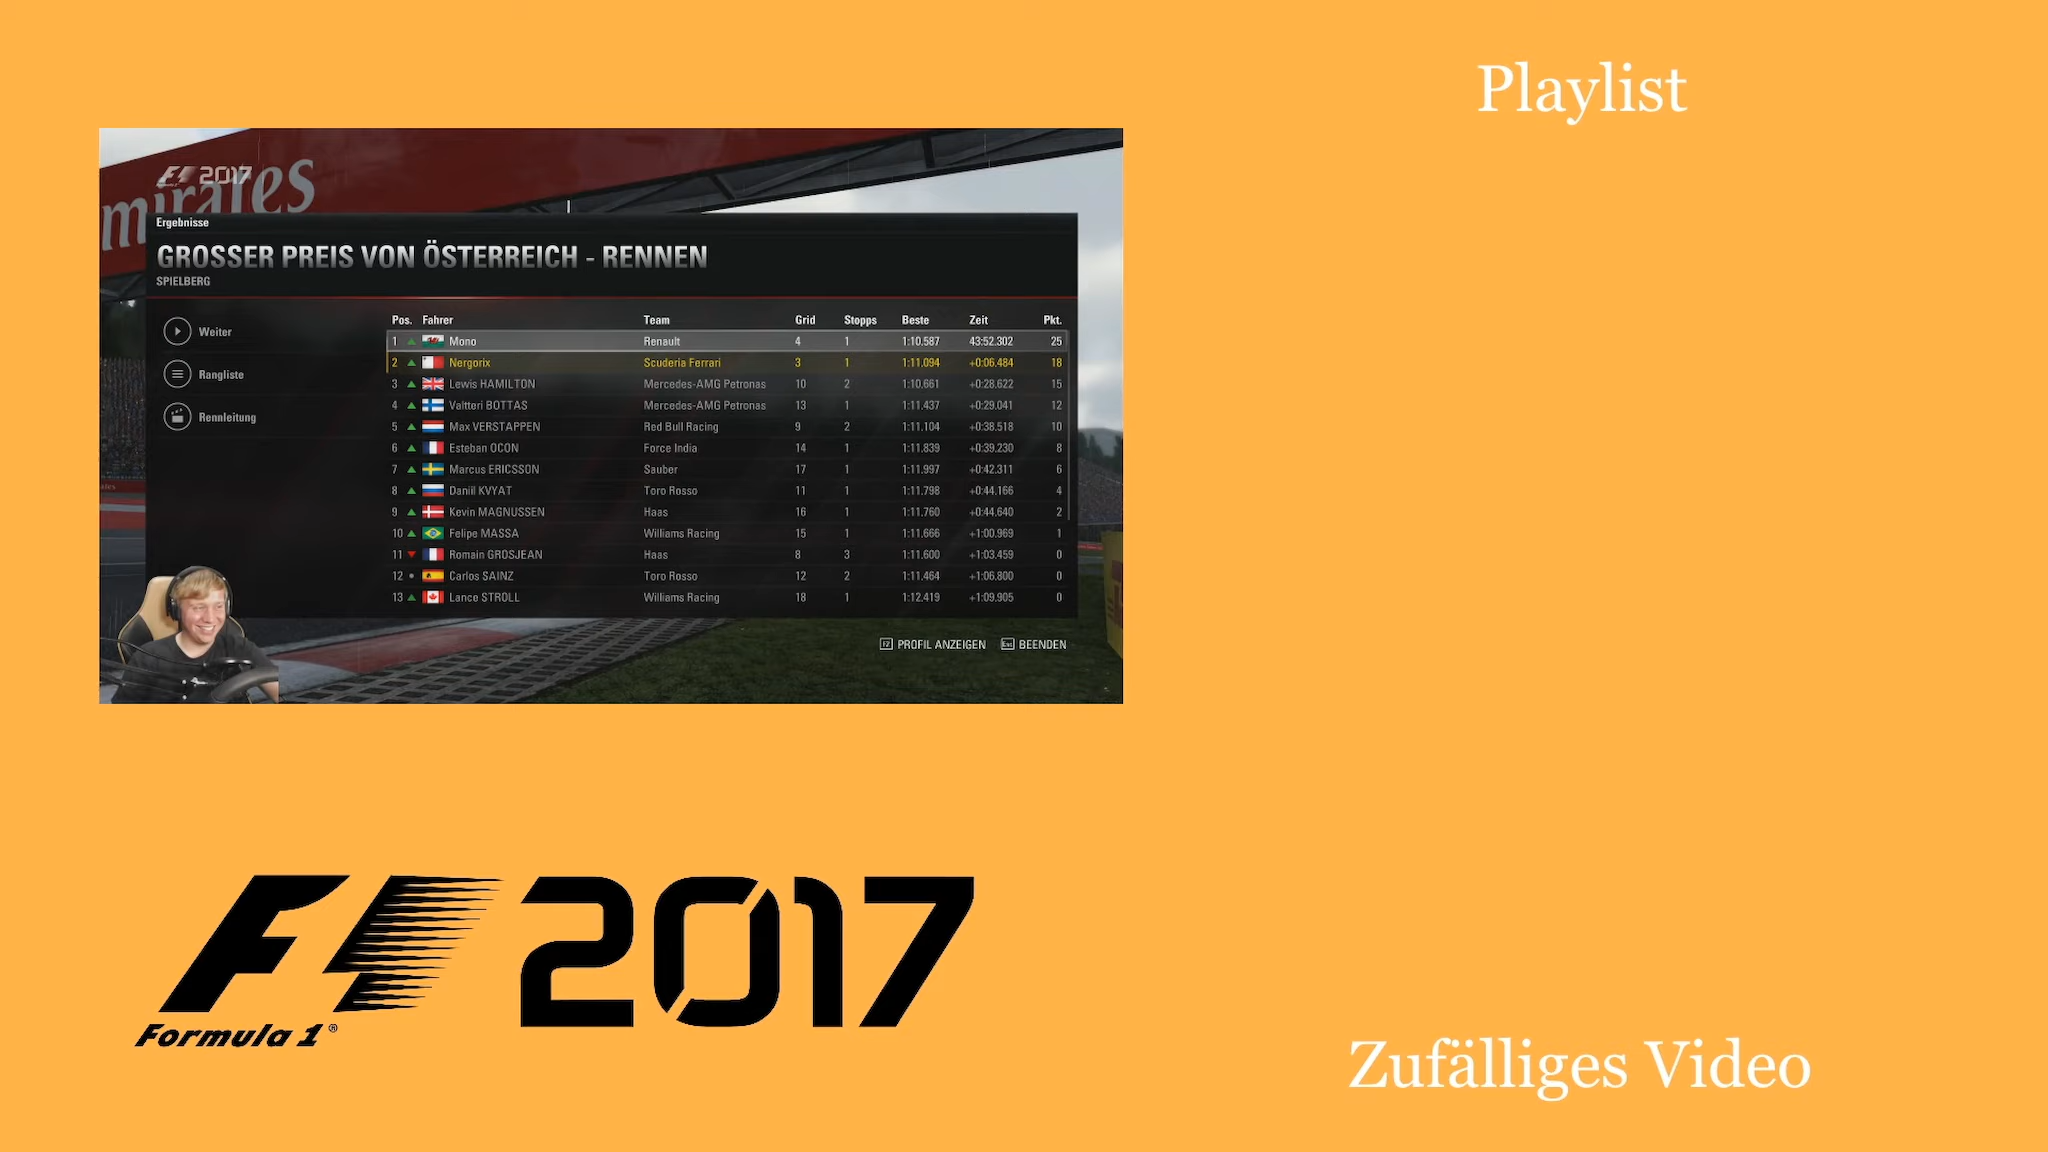 Playlist
mirates
F1 2017
Ergebnisse
GROSSER PREIS VON ÖSTERREICH - RENNEN
SPIELBERG
Weiter
Rangliste
Rennleitung
Pos. Fahrer Team Grid Stopps Beste Zeit Pkt.
1 Mono Renault 4 1 1:10.587 43:52.302 25
2 Nergorix Scuderia Ferrari 3 1 1:11.094 +0:06.484 18
3 Lewis HAMILTON Mercedes-AMG Petronas 10 2 1:10.661 +0:28.622 15
4 Valtteri BOTTAS Mercedes-AMG Petronas 13 1 1:11.437 +0:29.041 12
5 Max VERSTAPPEN Red Bull Racing 9 2 1:11.104 +0:38.518 10
6 Esteban OCON Force India 14 1 1:11.839 +0:39.230 8
7 Marcus ERICSSON Sauber 17 1 1:11.997 +0:42.311 6
8 Daniil KVYAT Toro Rosso 11 1 1:11.798 +0:44.166 4
9 Kevin MAGNUSSEN Haas 16 1 1:11.760 +0:44.640 2
10 Felipe MASSA Williams Racing 15 1 1:11.666 +1:00.969 1
11 Romain GROSJEAN Haas 8 3 1:11.600 +1:03.459 0
12 Carlos SAINZ Toro Rosso 12 2 1:11.464 +1:06.800 0
13 Lance STROLL Williams Racing 18 1 1:12.419 +1:09.905 0
PROFIL ANZEIGEN Esc BEENDEN
F1 2017
Formula 1®
Zufälliges Video